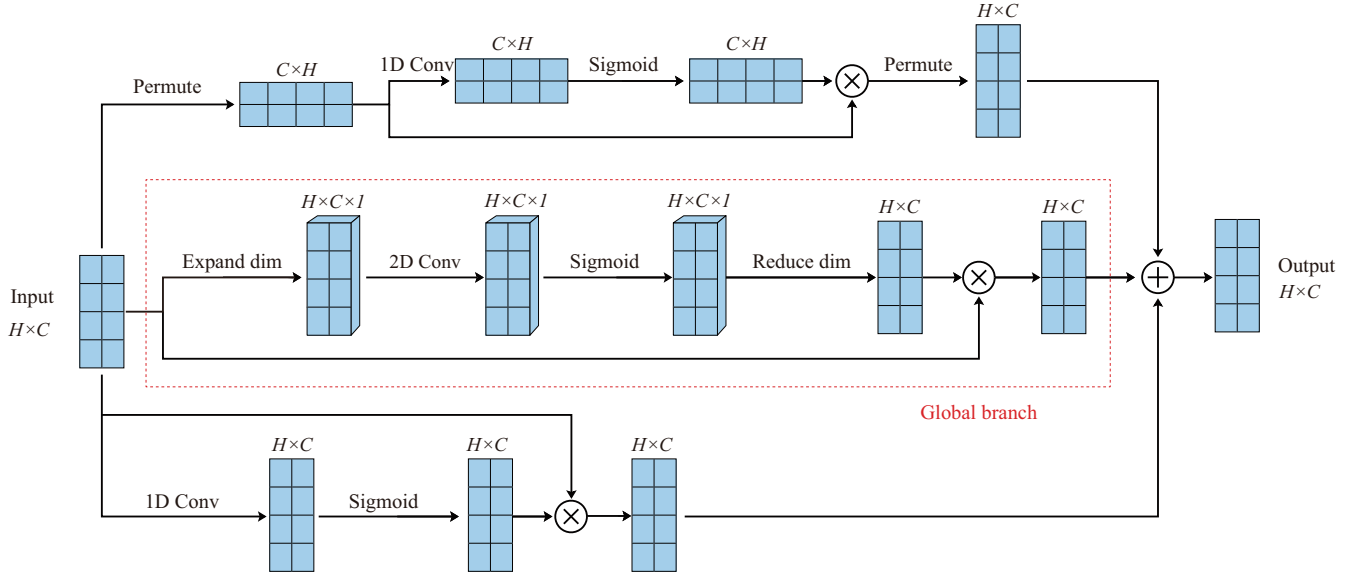 H×C
C×H
C×H
C×H
Permute
1D Conv
Sigmoid
Permute
H×C×1
H×C×1
H×C×1
H×C
H×C
Expand dim
2D Conv
Sigmoid
Reduce dim
Input
H×C
Output
H×C
Global branch
H×C
H×C
H×C
1D Conv
Sigmoid